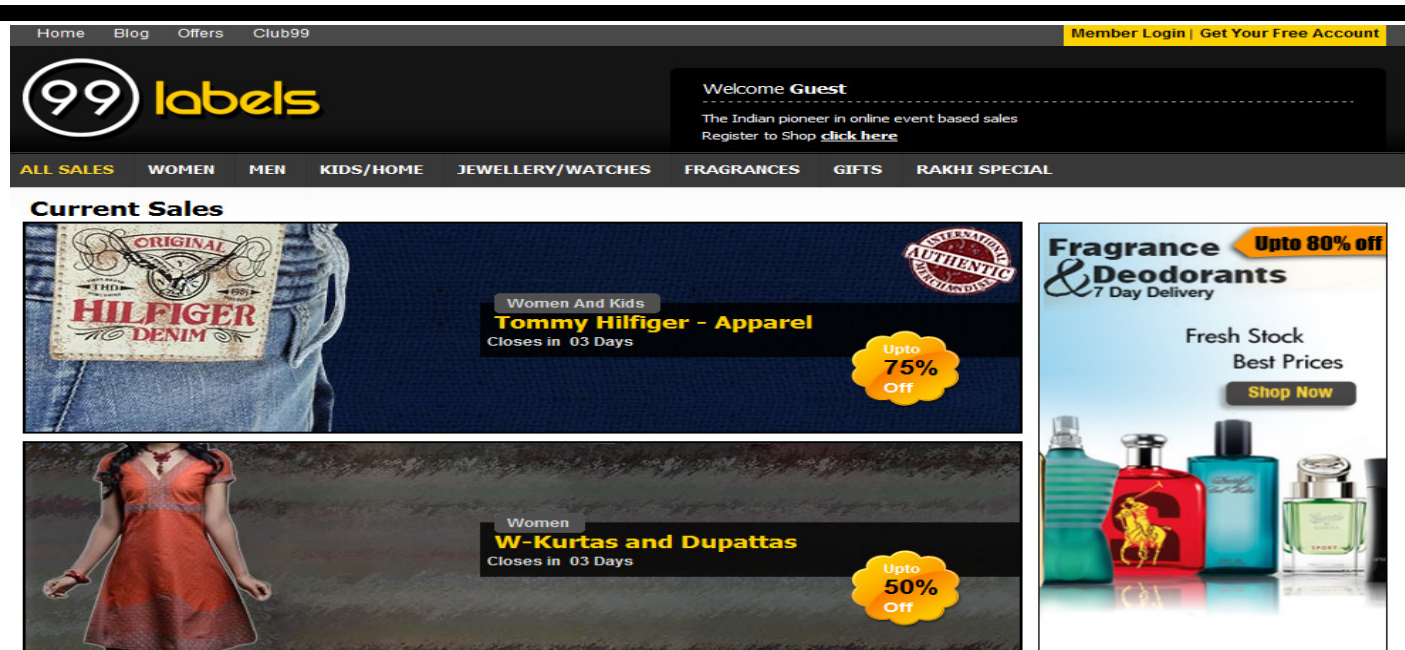 Home Blog Offers Club99
Member Login | Get Your Free Account
99 labels
Welcome Guest
The Indian pioneer in online event based sales
Register to Shop click here
ALL SALES WOMEN MEN KIDS/HOME JEWELLERY/WATCHES FRAGRANCES GIFTS RAKHI SPECIAL
Current Sales
ORIGINAL
THD
1985
HILFIGER
DENIM
INTERNATIONAL
AUTHENTIC
MERCHANDISE
Women And Kids
Tommy Hilfiger - Apparel
Closes in 03 Days
Upto
75%
Off
Women
W-Kurtas and Dupattas
Closes in 03 Days
Upto
50%
Off
Fragrance
Upto 80% off
& Deodorants
7 Day Delivery
Fresh Stock
Best Prices
Shop Now
SPORT